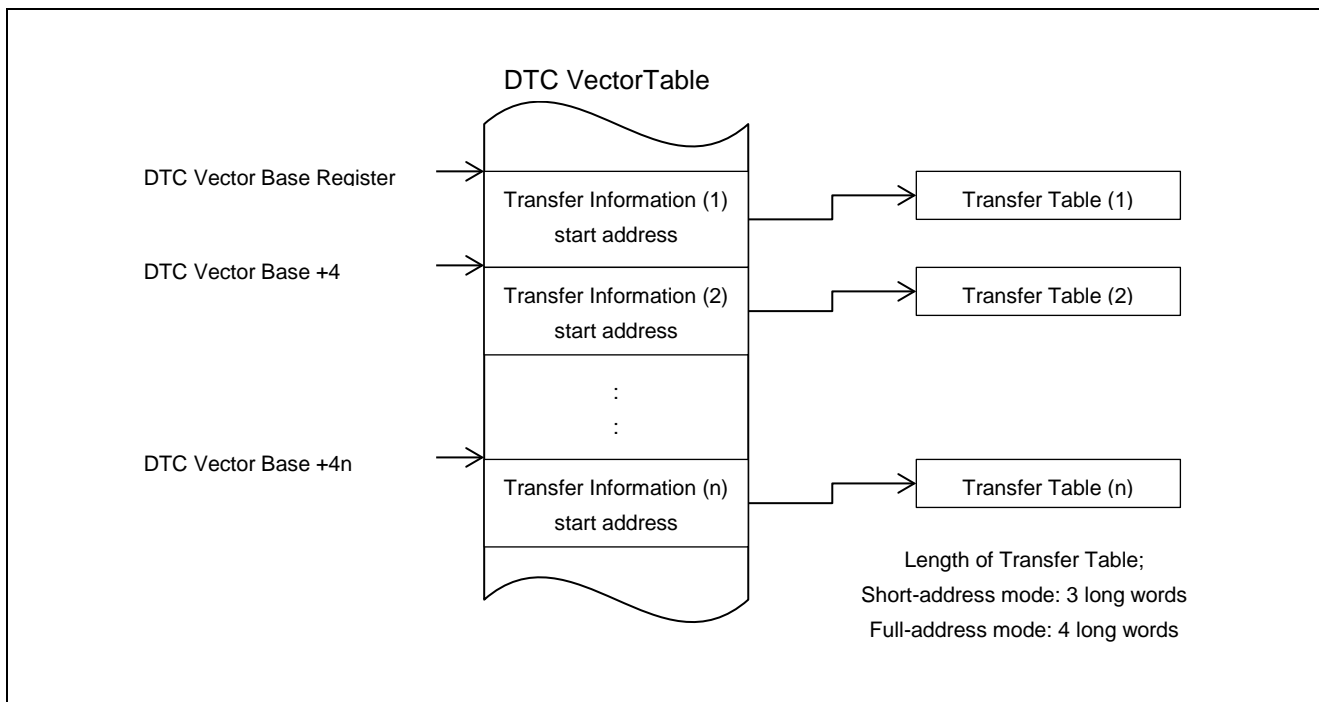 DTC VectorTable
DTC Vector Base Register
Transfer Information (1)
start address
Transfer Table (1)
DTC Vector Base +4
Transfer Information (2)
start address
Transfer Table (2)
:
:
DTC Vector Base +4n
Transfer Information (n)
start address
Transfer Table (n)
Length of Transfer Table;
Short-address mode: 3 long words
Full-address mode: 4 long words